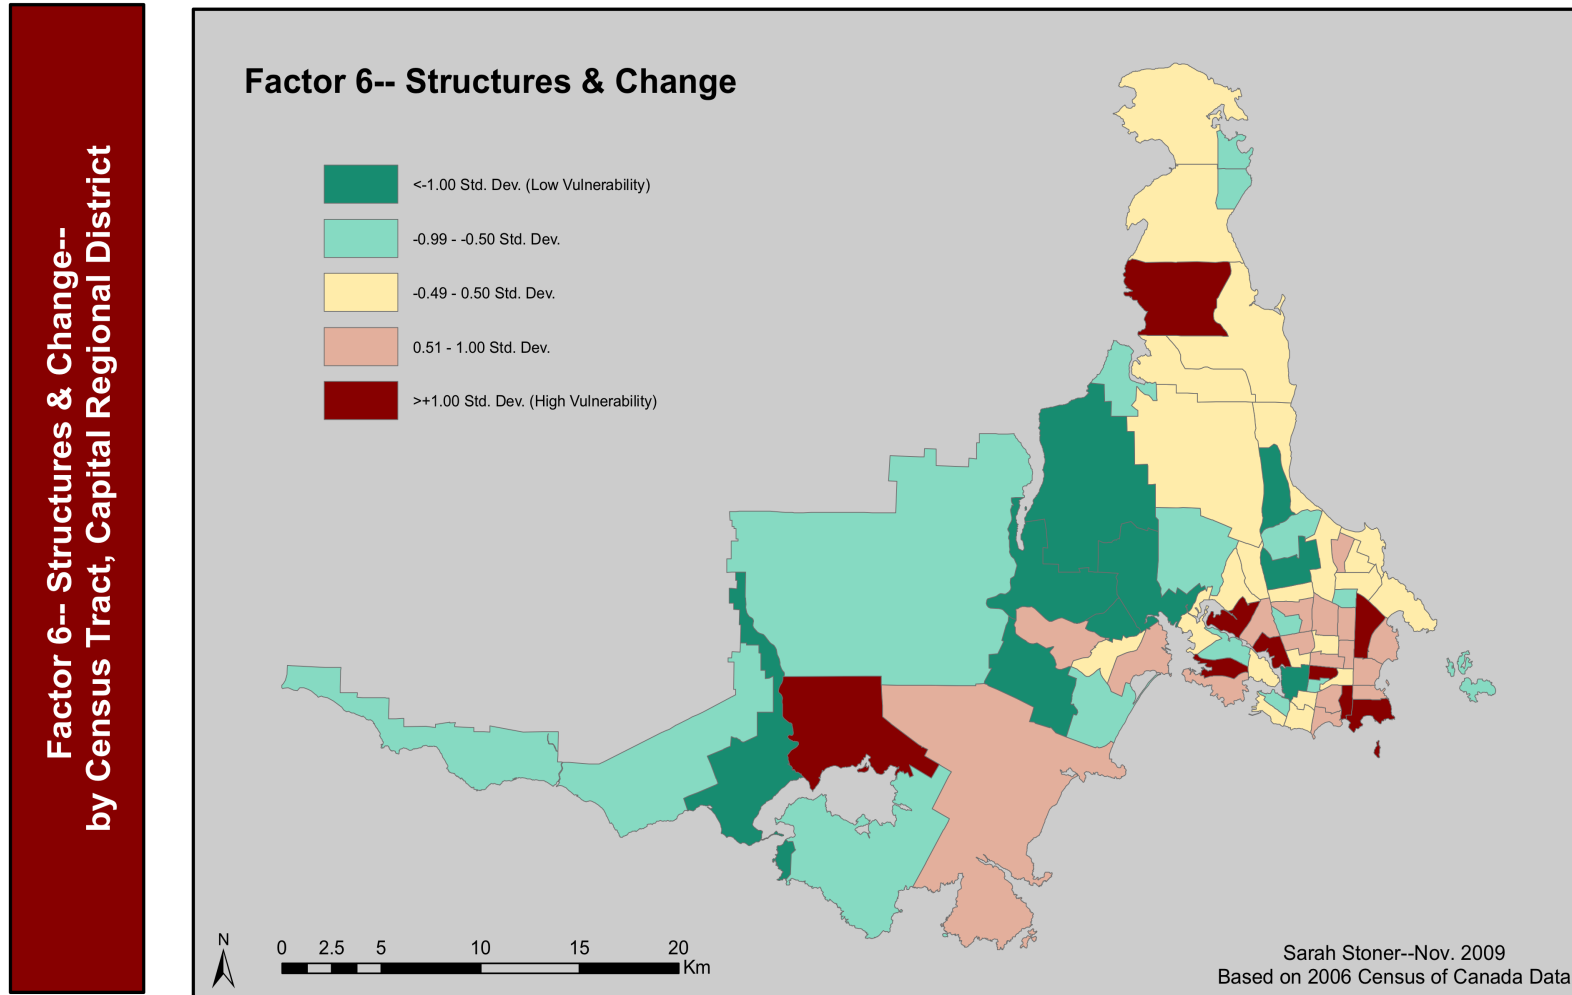 Factor 6-- Structures & Change--
by Census Tract, Capital Regional District
Factor 6-- Structures & Change
<-1.00 Std. Dev. (Low Vulnerability)
-0.99 - -0.50 Std. Dev.
-0.49 - 0.50 Std. Dev.
0.51 - 1.00 Std. Dev.
>+1.00 Std. Dev. (High Vulnerability)
N
0 2.5 5 10 15 20
Km
Sarah Stoner--Nov. 2009
Based on 2006 Census of Canada Data